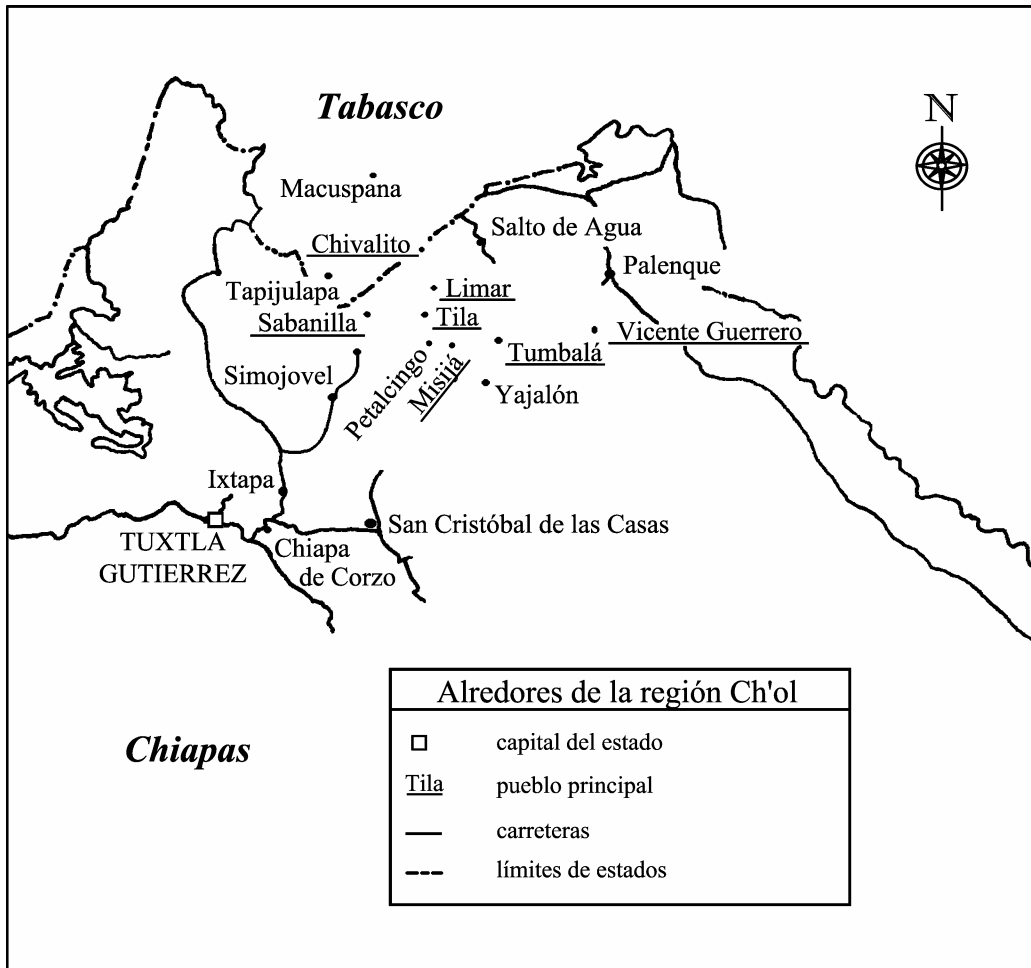 Tabasco
N
Macuspana
Chivalito
Salto de Agua
Palenque
Tapijulapa
Limar
Sabanilla
Tila
Vicente Guerrero
Tumbalá
Simojovel
Petalcingo
Misijá
Yajalón
Ixtapa
San Cristóbal de las Casas
TUXTLA
GUTIERREZ
Chiapa
de Corzo
Chiapas
Alredores de la región Ch'ol
capital del estado
Tila pueblo principal
carreteras
límites de estados